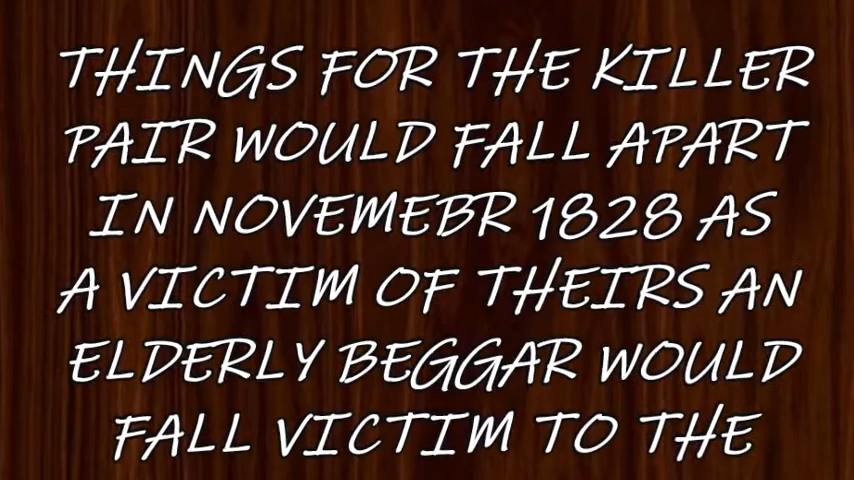 THINGS FOR THE KILLER
PAIR WOULD FALL APART
IN NOVEMEBR 1828 AS
A VICTIM OF THEIRS AN
ELDERLY BEGGAR WOULD
FALL VICTIM TO THE